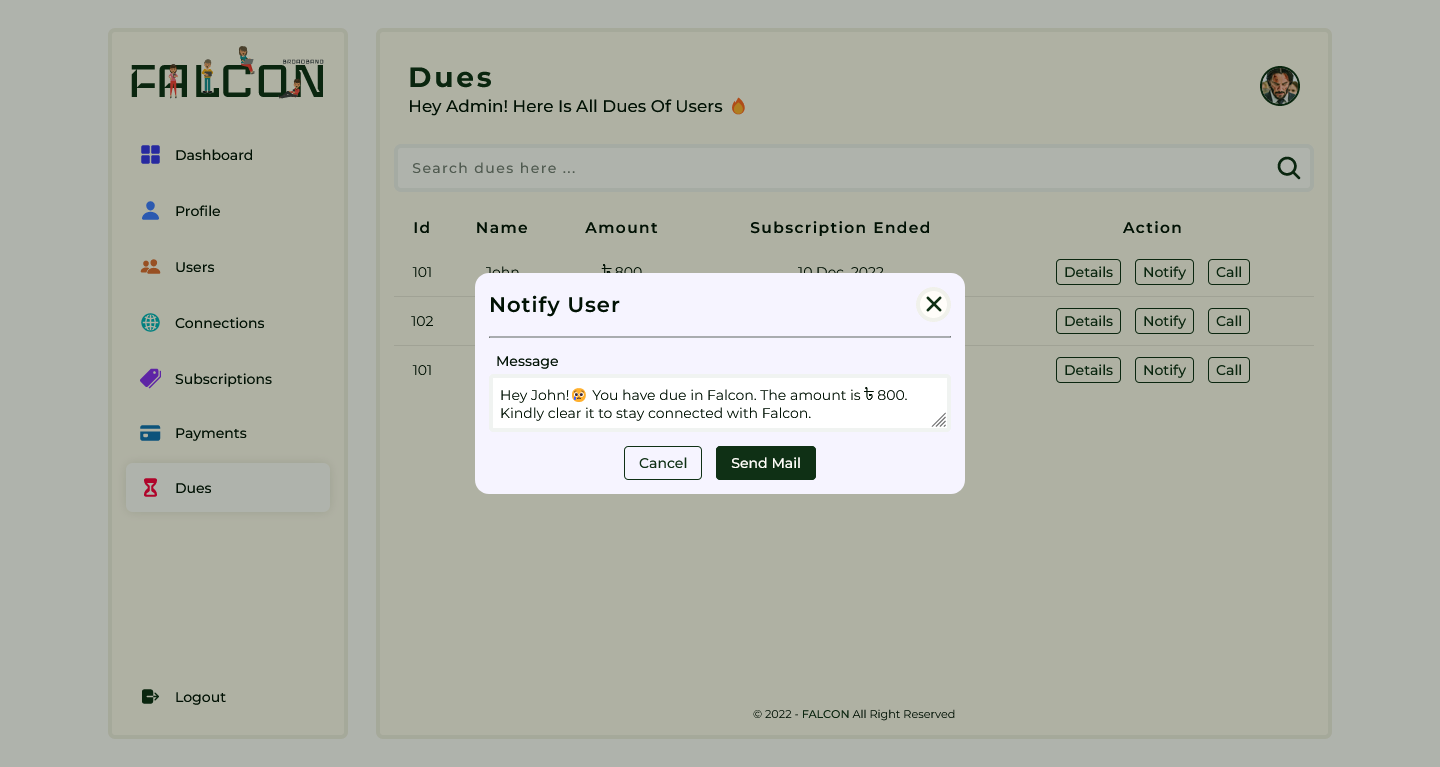 FALCON
BROADBAND
Dashboard
Profile
Users
Connections
Subscriptions
Payments
Dues
Logout
Dues
Hey Admin! Here Is All Dues Of Users 🔥
Search dues here ...
Id Name Amount Subscription Ended Action
101 John ৳ 800 10 Dec, 2022 Details Notify Call
102 Details Notify Call
101 Details Notify Call
Notify User
Message
Hey John!😢 You have due in Falcon. The amount is ৳ 800.
Kindly clear it to stay connected with Falcon.
Cancel Send Mail
© 2022 - FALCON All Right Reserved